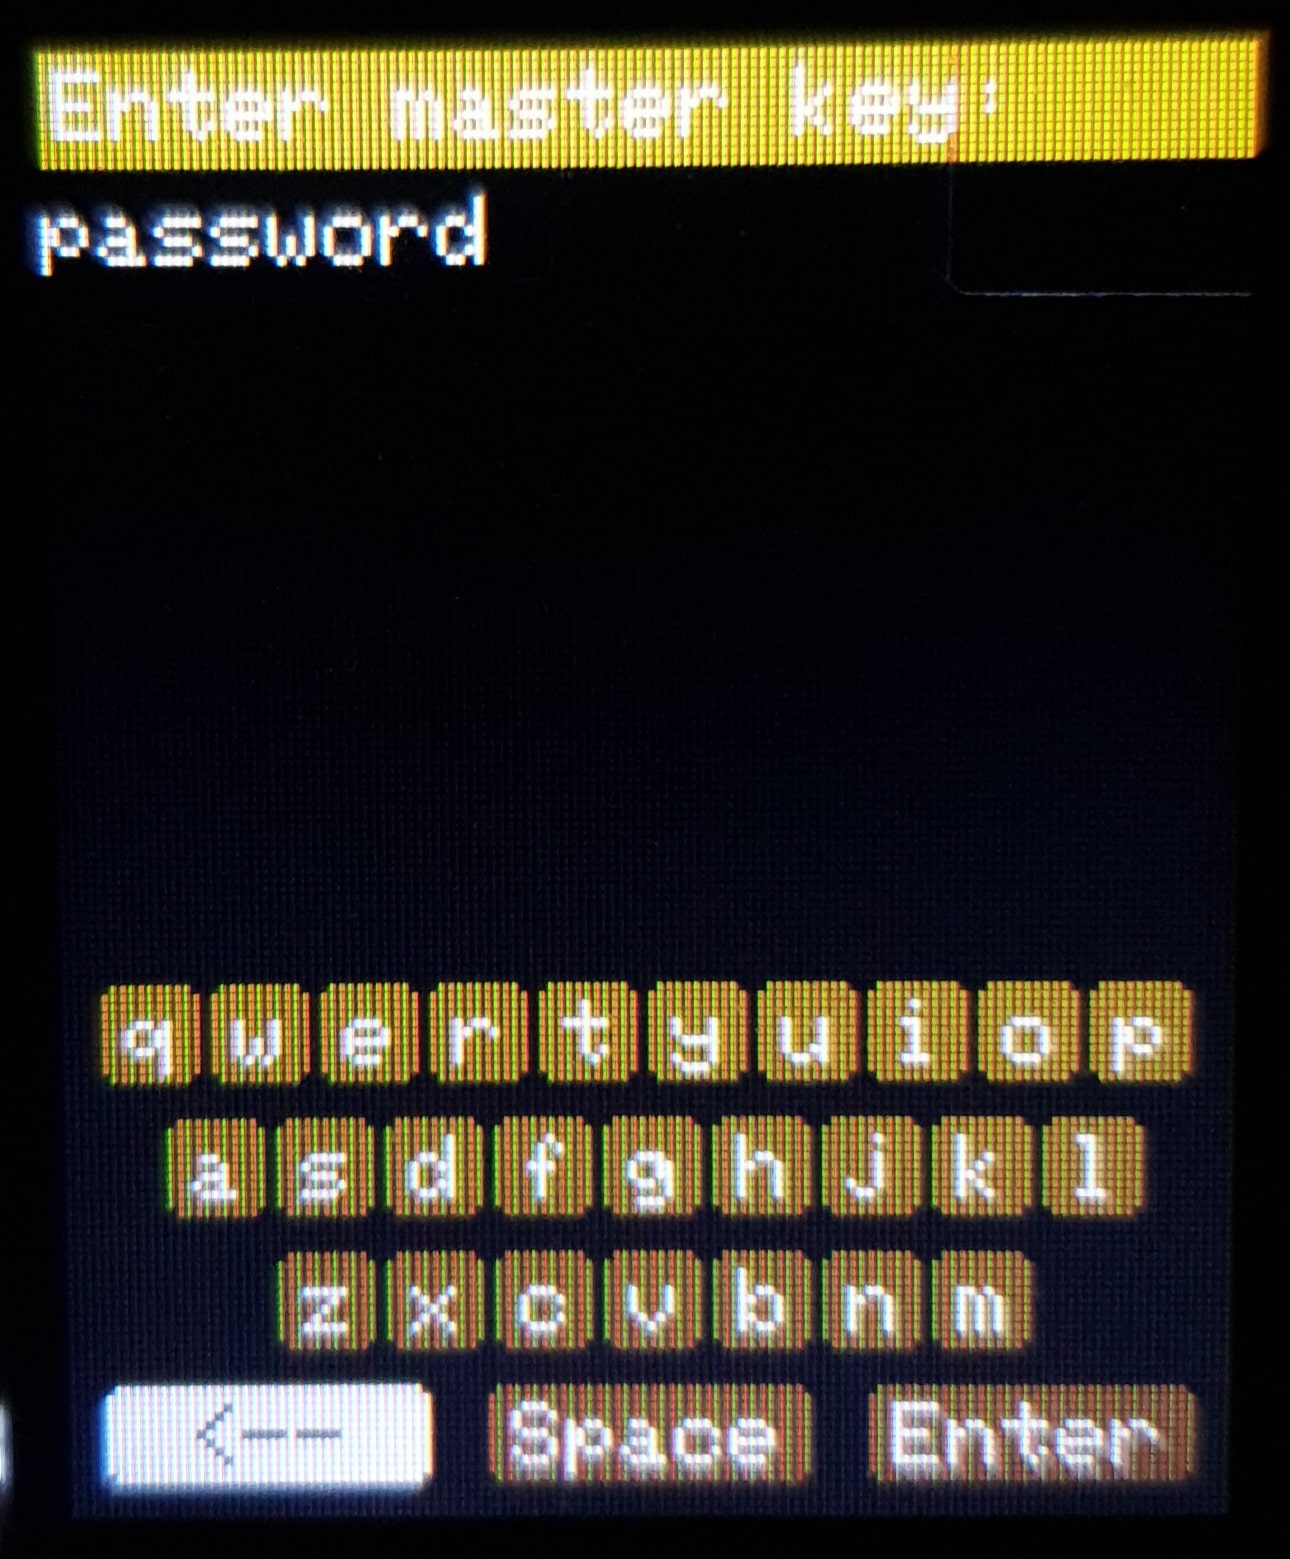 Enter master key:
password
q w e r t y u i o p
a s d f g h j k l
z x c v b n m
<-- Space Enter